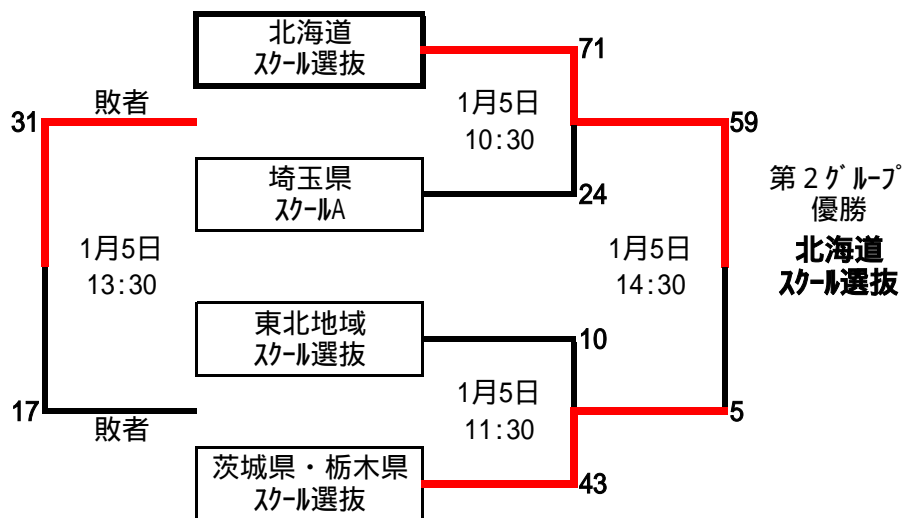 北海道
ｽｸｰﾙ選抜
71
敗者
31
1月5日
10:30
59
埼玉県
ｽｸｰﾙA
24
第２ｸﾞﾙｰﾌﾟ
優勝
北海道
ｽｸｰﾙ選抜
1月5日
13:30
1月5日
14:30
東北地域
ｽｸｰﾙ選抜
10
1月5日
11:30
17
敗者
5
茨城県・栃木県
ｽｸｰﾙ選抜
43